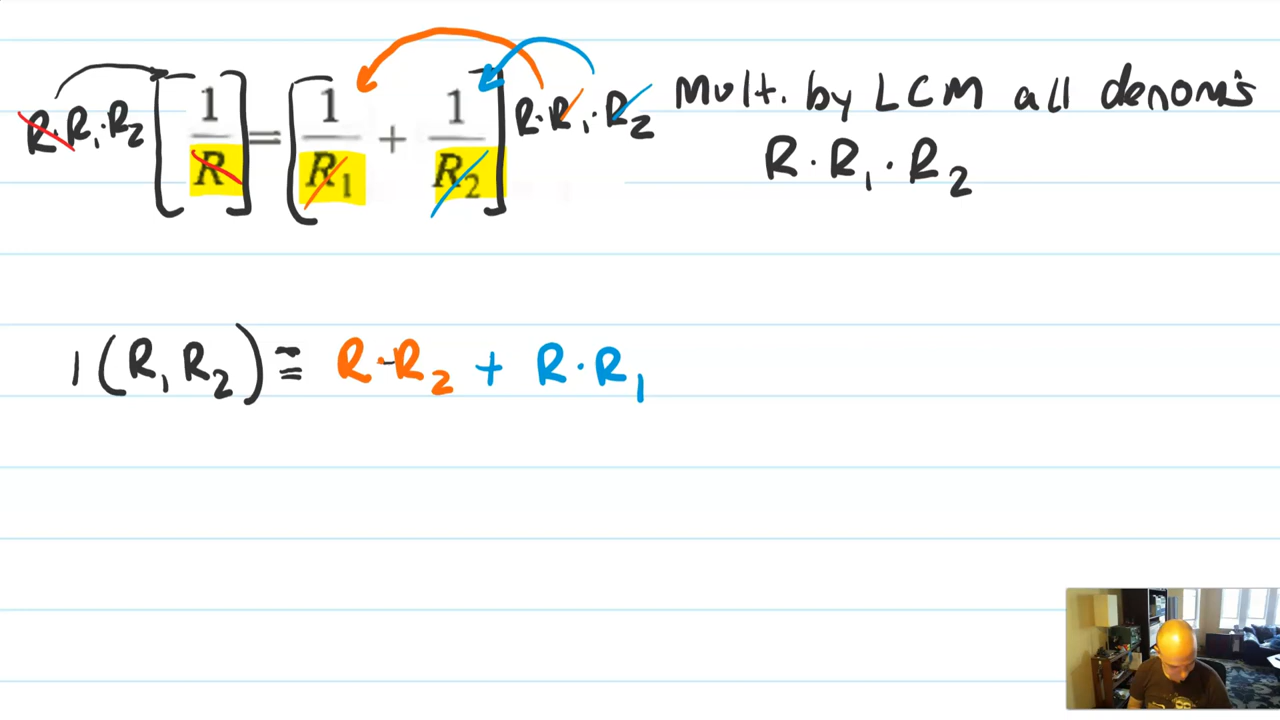 R·R₁·R₂ [ 1/R ] = [ 1/R₁ + 1/R₂ ] R·R₁·R₂ Mult. by LCM all denom's
R·R₁·R₂
1(R₁R₂) = R·R₂ + R·R₁